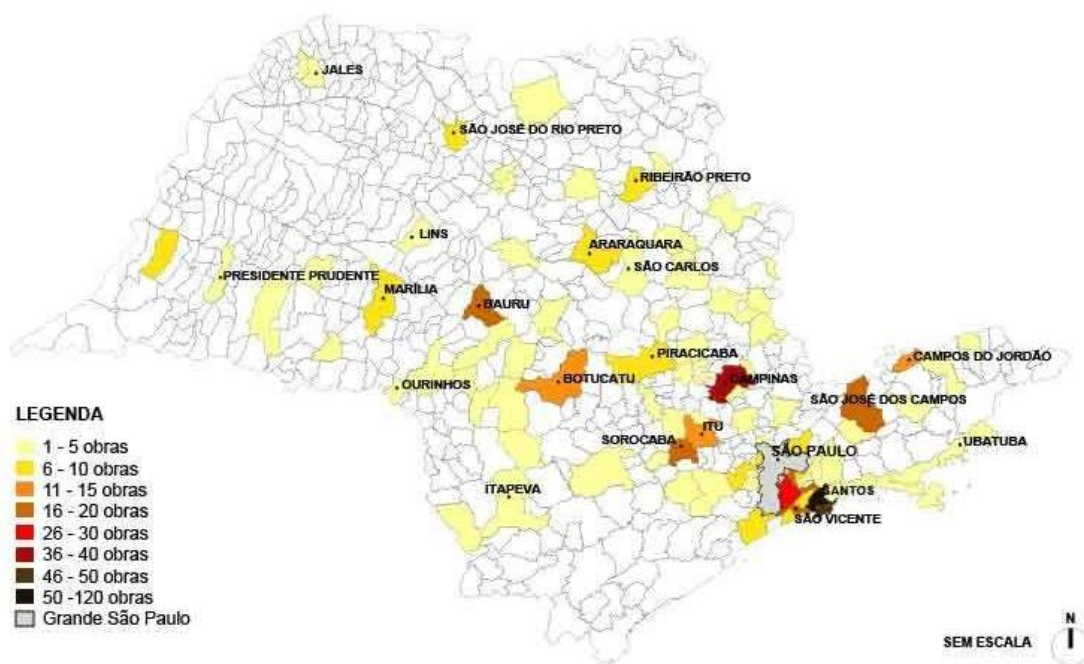 JALES
SÃO JOSÉ DO RIO PRETO
RIBEIRÃO PRETO
LINS
ARARAQUARA
SÃO CARLOS
PRESIDENTE PRUDENTE
MARÍLIA
BAURU
PIRACICABA
CAMPOS DO JORDÃO
OURINHOS
BOTUCATU
CAMPINAS
SÃO JOSÉ DOS CAMPOS
ITU
SOROCABA
UBATUBA
SÃO PAULO
ITAPEVA
SANTOS
SÃO VICENTE
LEGENDA
1 - 5 obras
6 - 10 obras
11 - 15 obras
16 - 20 obras
26 - 30 obras
36 - 40 obras
46 - 50 obras
50 -120 obras
Grande São Paulo
N
SEM ESCALA